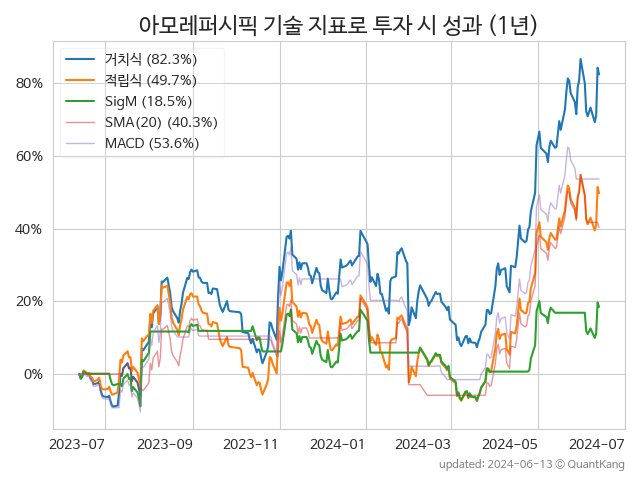 아모레퍼시픽 기술 지표로 투자 시 성과 (1년)
거치식 (82.3%)
적립식 (49.7%)
SigM (18.5%)
SMA(20) (40.3%)
MACD (53.6%)
80%
60%
40%
20%
0%
2023-07 2023-09 2023-11 2024-01 2024-03 2024-05 2024-07
updated: 2024-06-13 ⓒ QuantKang